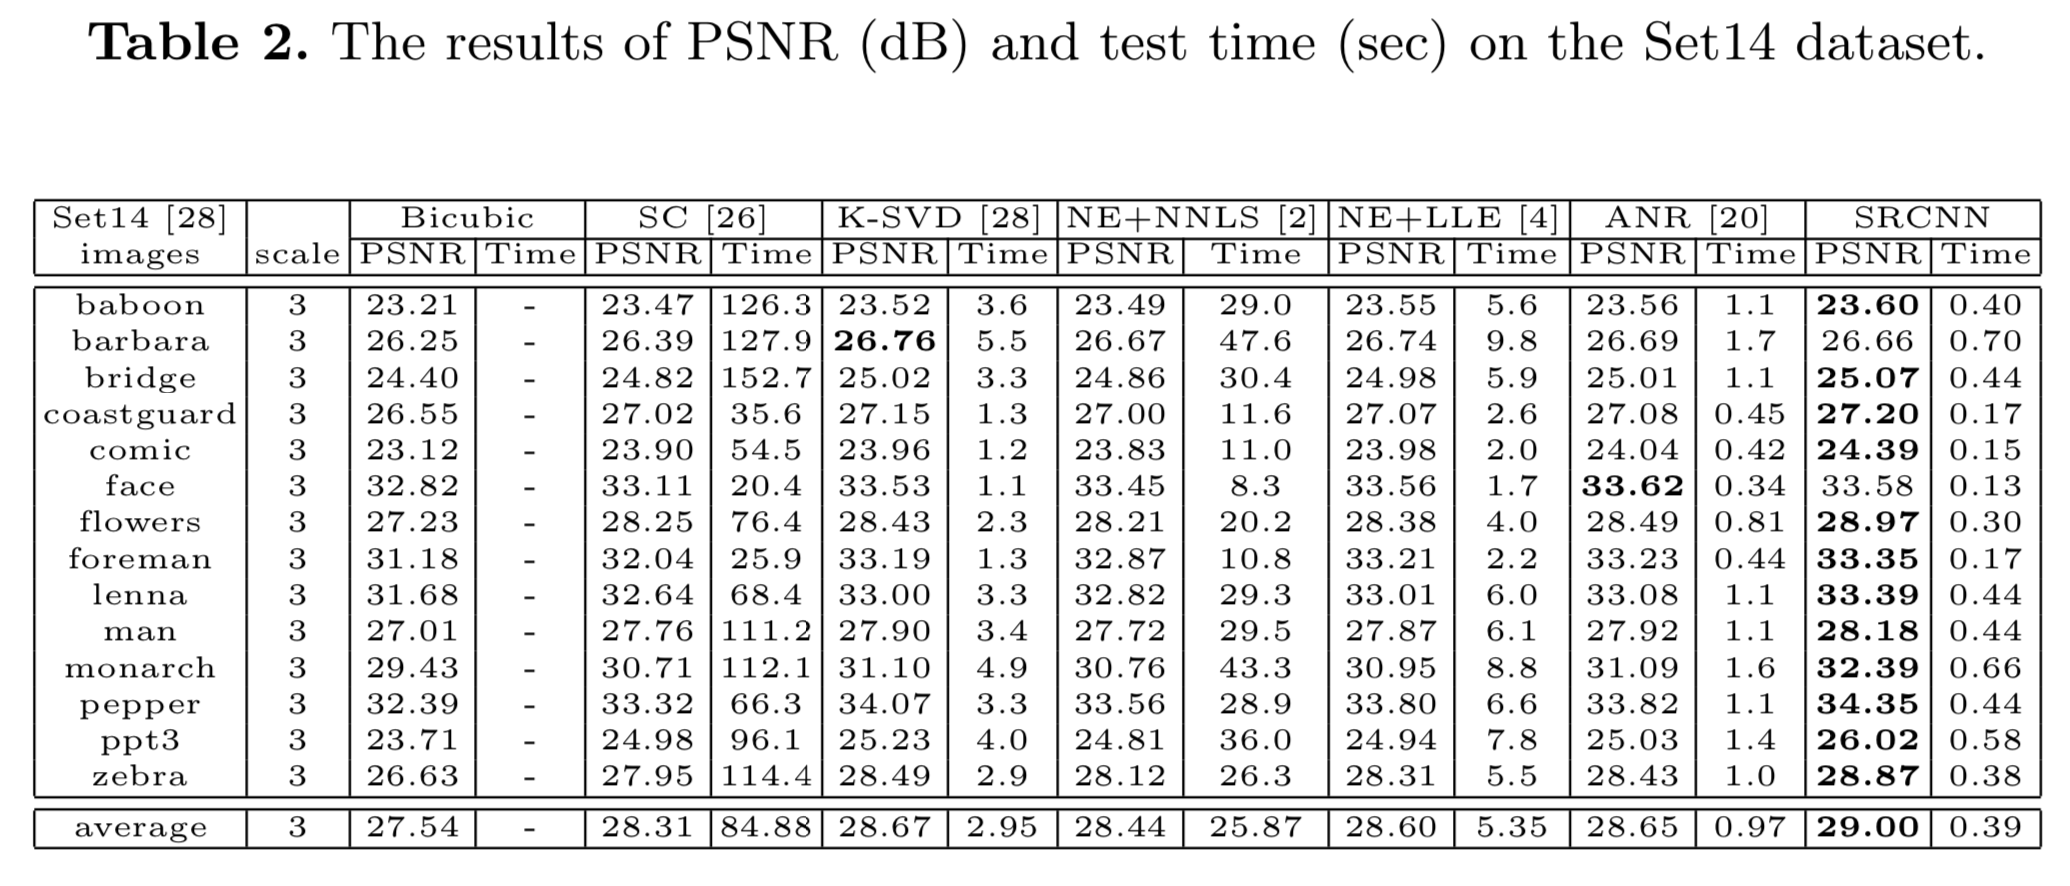 Table 2. The results of PSNR (dB) and test time (sec) on the Set14 dataset.
Set14 [28] Bicubic SC [26] K-SVD [28] NE+NNLS [2] NE+LLE [4] ANR [20] SRCNN
images scale PSNR Time PSNR Time PSNR Time PSNR Time PSNR Time PSNR Time PSNR Time
baboon 3 23.21 - 23.47 126.3 23.52 3.6 23.49 29.0 23.55 5.6 23.56 1.1 23.60 0.40
barbara 3 26.25 - 26.39 127.9 26.76 5.5 26.67 47.6 26.74 9.8 26.69 1.7 26.66 0.70
bridge 3 24.40 - 24.82 152.7 25.02 3.3 24.86 30.4 24.98 5.9 25.01 1.1 25.07 0.44
coastguard 3 26.55 - 27.02 35.6 27.15 1.3 27.00 11.6 27.07 2.6 27.08 0.45 27.20 0.17
comic 3 23.12 - 23.90 54.5 23.96 1.2 23.83 11.0 23.98 2.0 24.04 0.42 24.39 0.15
face 3 32.82 - 33.11 20.4 33.53 1.1 33.45 8.3 33.56 1.7 33.62 0.34 33.58 0.13
flowers 3 27.23 - 28.25 76.4 28.43 2.3 28.21 20.2 28.38 4.0 28.49 0.81 28.97 0.30
foreman 3 31.18 - 32.04 25.9 33.19 1.3 32.87 10.8 33.21 2.2 33.23 0.44 33.35 0.17
lenna 3 31.68 - 32.64 68.4 33.00 3.3 32.82 29.3 33.01 6.0 33.08 1.1 33.39 0.44
man 3 27.01 - 27.76 111.2 27.90 3.4 27.72 29.5 27.87 6.1 27.92 1.1 28.18 0.44
monarch 3 29.43 - 30.71 112.1 31.10 4.9 30.76 43.3 30.95 8.8 31.09 1.6 32.39 0.66
pepper 3 32.39 - 33.32 66.3 34.07 3.3 33.56 28.9 33.80 6.6 33.82 1.1 34.35 0.44
ppt3 3 23.71 - 24.98 96.1 25.23 4.0 24.81 36.0 24.94 7.8 25.03 1.4 26.02 0.58
zebra 3 26.63 - 27.95 114.4 28.49 2.9 28.12 26.3 28.31 5.5 28.43 1.0 28.87 0.38
average 3 27.54 - 28.31 84.88 28.67 2.95 28.44 25.87 28.60 5.35 28.65 0.97 29.00 0.39